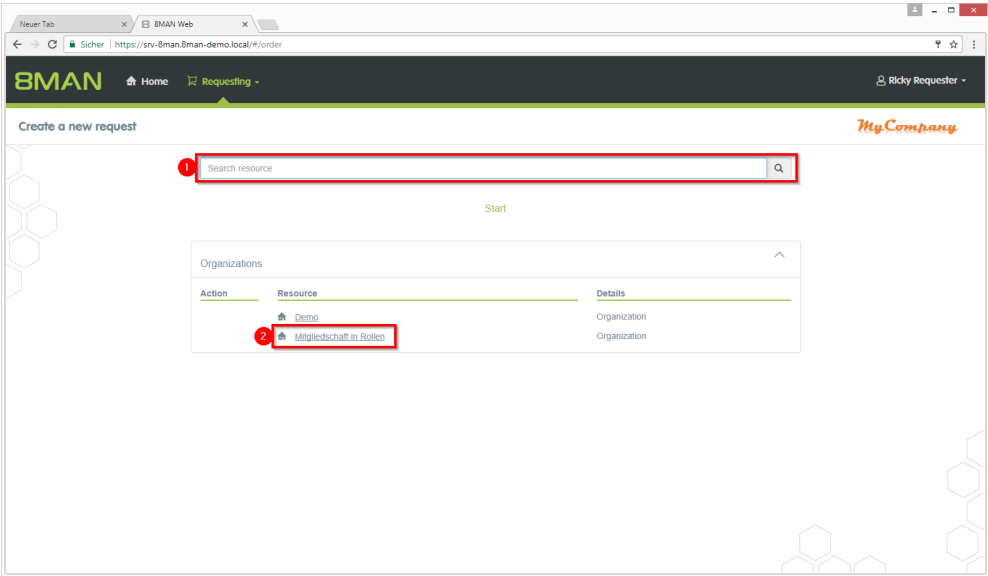 Neuer Tab
8MAN Web
Sicher
https://srv-8man.8man-demo.local/#/order
8MAN
Home
Requesting
Ricky Requester
Create a new request
MyCompany
1
Search resource
Start
Organizations
Action Resource Details
Demo Organization
2
Mitgliedschaft in Rollen Organization